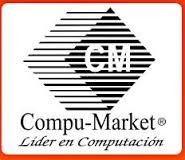 CM
Compu-Market®
Líder en Computación